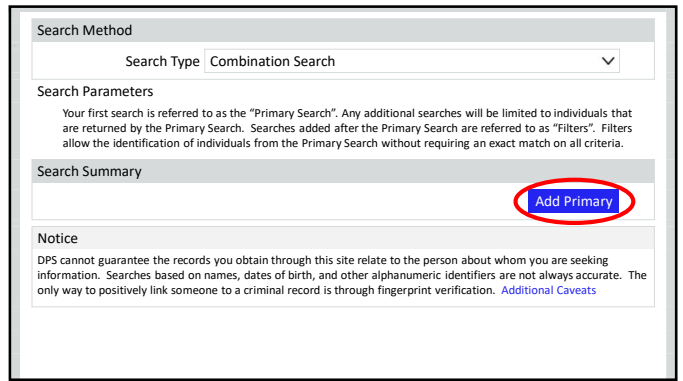 Search Method
Search Type Combination Search
Search Parameters
Your first search is referred to as the “Primary Search”. Any additional searches will be limited to individuals that
are returned by the Primary Search. Searches added after the Primary Search are referred to as “Filters”. Filters
allow the identification of individuals from the Primary Search without requiring an exact match on all criteria.
Search Summary
Add Primary
Notice
DPS cannot guarantee the records you obtain through this site relate to the person about whom you are seeking
information. Searches based on names, dates of birth, and other alphanumeric identifiers are not always accurate. The
only way to positively link someone to a criminal record is through fingerprint verification. Additional Caveats